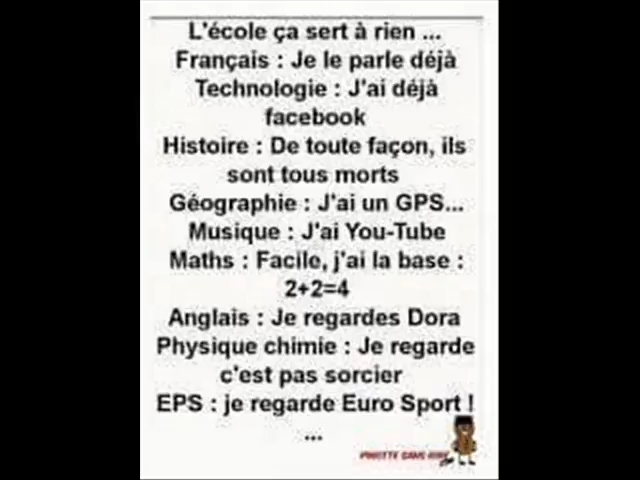 L'école ça sert à rien ...
Français : Je le parle déjà
Technologie : J'ai déjà
facebook
Histoire : De toute façon, ils
sont tous morts
Géographie : J'ai un GPS...
Musique : J'ai You-Tube
Maths : Facile, j'ai la base :
2+2=4
Anglais : Je regardes Dora
Physique chimie : Je regarde
c'est pas sorcier
EPS : je regarde Euro Sport !
...